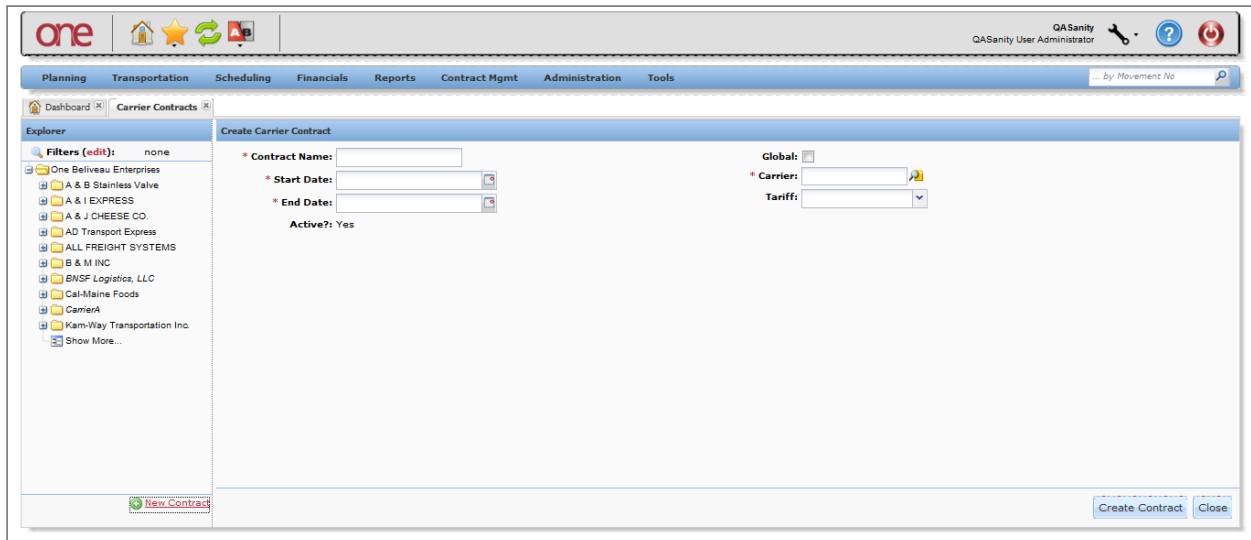 one
AB
QASanity
QASanity User Administrator
?
Planning Transportation Scheduling Financials Reports Contract Mgmt Administration Tools
... by Movement No
Dashboard Carrier Contracts
Explorer
Create Carrier Contract
Filters (edit): none
One Beliveau Enterprises
A & B Stainless Valve
A & I EXPRESS
A & J CHEESE CO.
AD Transport Express
ALL FREIGHT SYSTEMS
B & M INC
BNSF Logistics, LLC
Cal-Maine Foods
CarrierA
Kam-Way Transportation Inc.
Show More...
New Contract
* Contract Name:
* Start Date:
* End Date:
Active?: Yes
Global:
* Carrier:
Tariff:
Create Contract Close